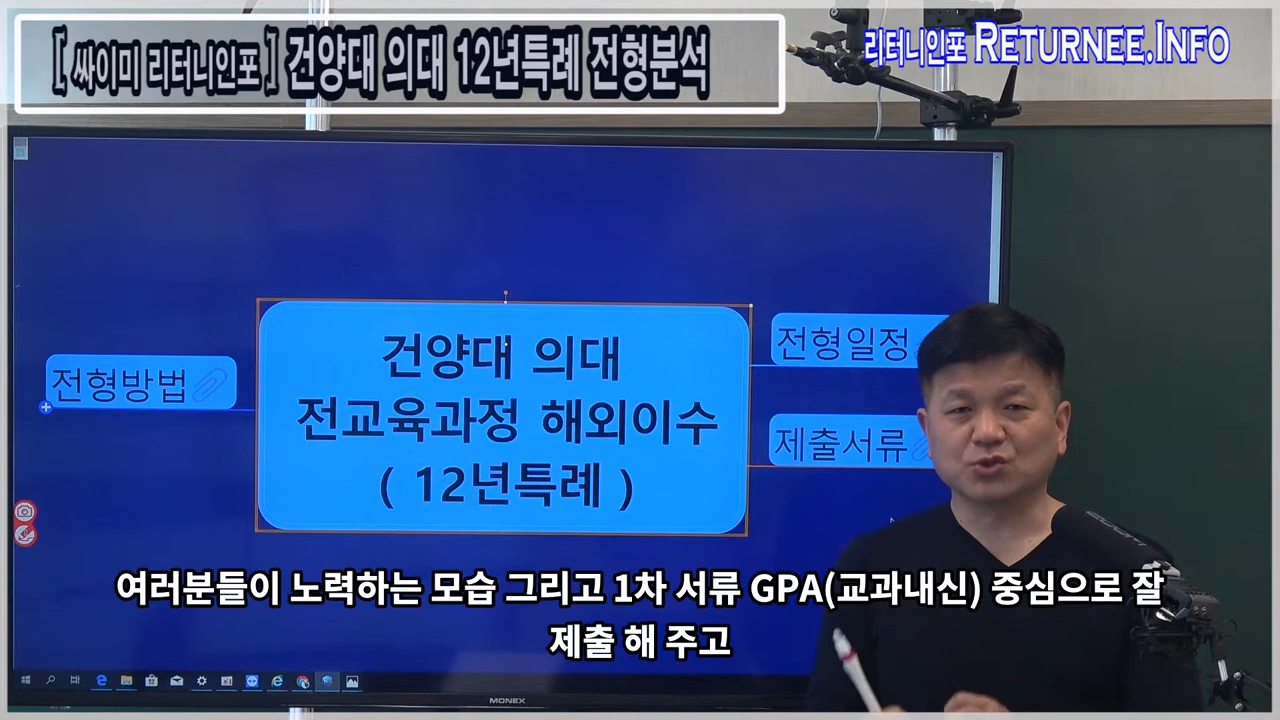 [ 싸이미 리터니인포 ] 건양대 의대 12년특례 전형분석
리터니인포 RETURNEE.INFO
전형방법
건양대 의대
전교육과정 해외이수
( 12년특례 )
전형일정
제출서류
여러분들이 노력하는 모습 그리고 1차 서류 GPA(교과내신) 중심으로 잘
제출 해 주고
MONEX